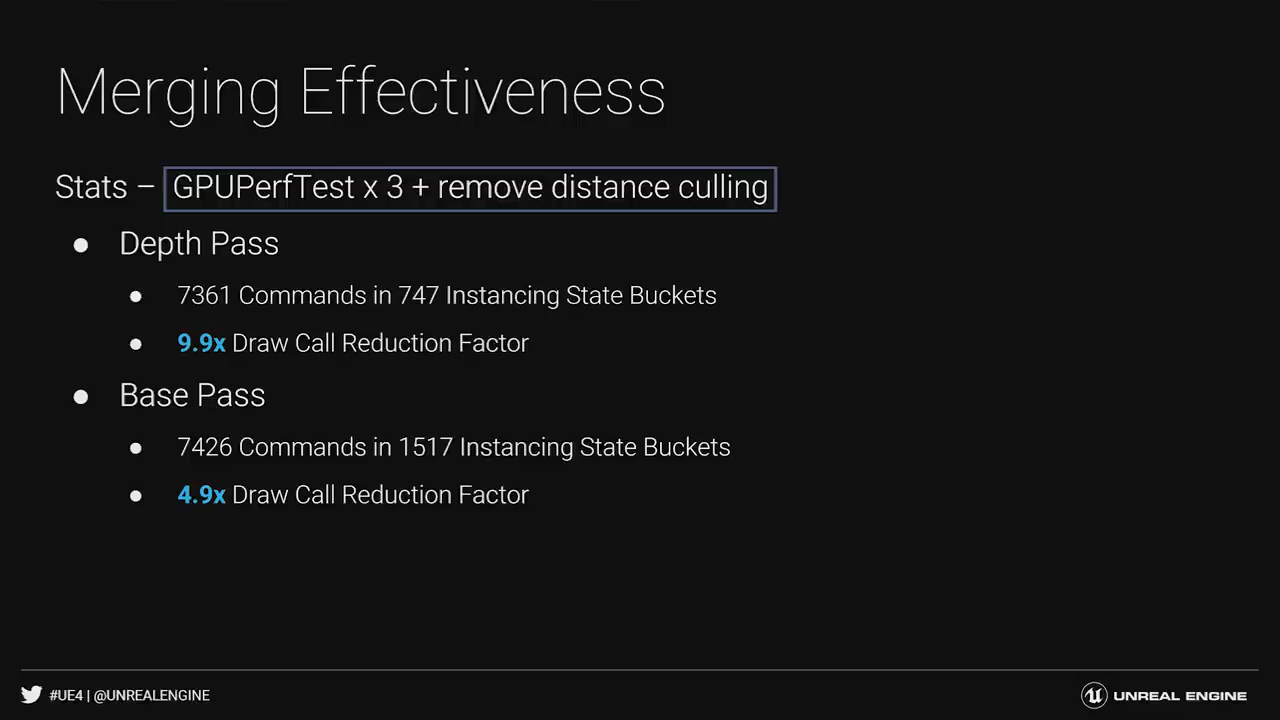 Merging Effectiveness
Stats – GPUPerfTest x 3 + remove distance culling
● Depth Pass
● 7361 Commands in 747 Instancing State Buckets
● 9.9x Draw Call Reduction Factor
● Base Pass
● 7426 Commands in 1517 Instancing State Buckets
● 4.9x Draw Call Reduction Factor
#UE4 | @UNREALENGINE
UNREAL ENGINE